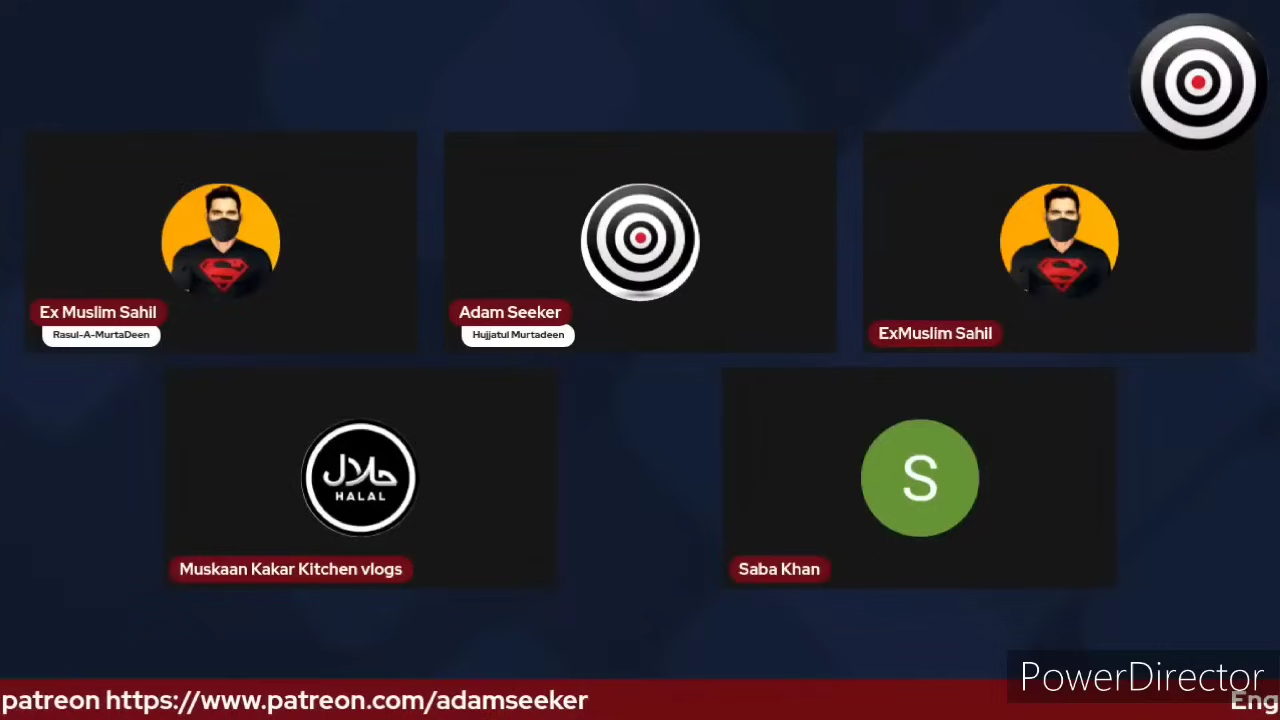 Ex Muslim Sahil
Rasul-A-MurtaDeen
Adam Seeker
Hujjatul Murtadeen
ExMuslim Sahil
حلال
HALAL
Muskaan Kakar Kitchen vlogs
S
Saba Khan
PowerDirector
patreon https://www.patreon.com/adamseeker
Eng